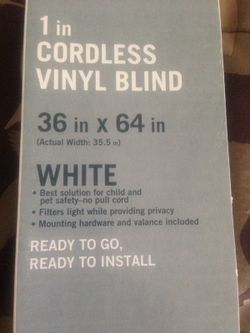 1 in
CORDLESS
VINYL BLIND
36 in x 64 in
(Actual Width: 35.5 in)
WHITE
• Best solution for child and
pet safety–no pull cord
• Filters light while providing privacy
• Mounting hardware and valance included
READY TO GO,
READY TO INSTALL